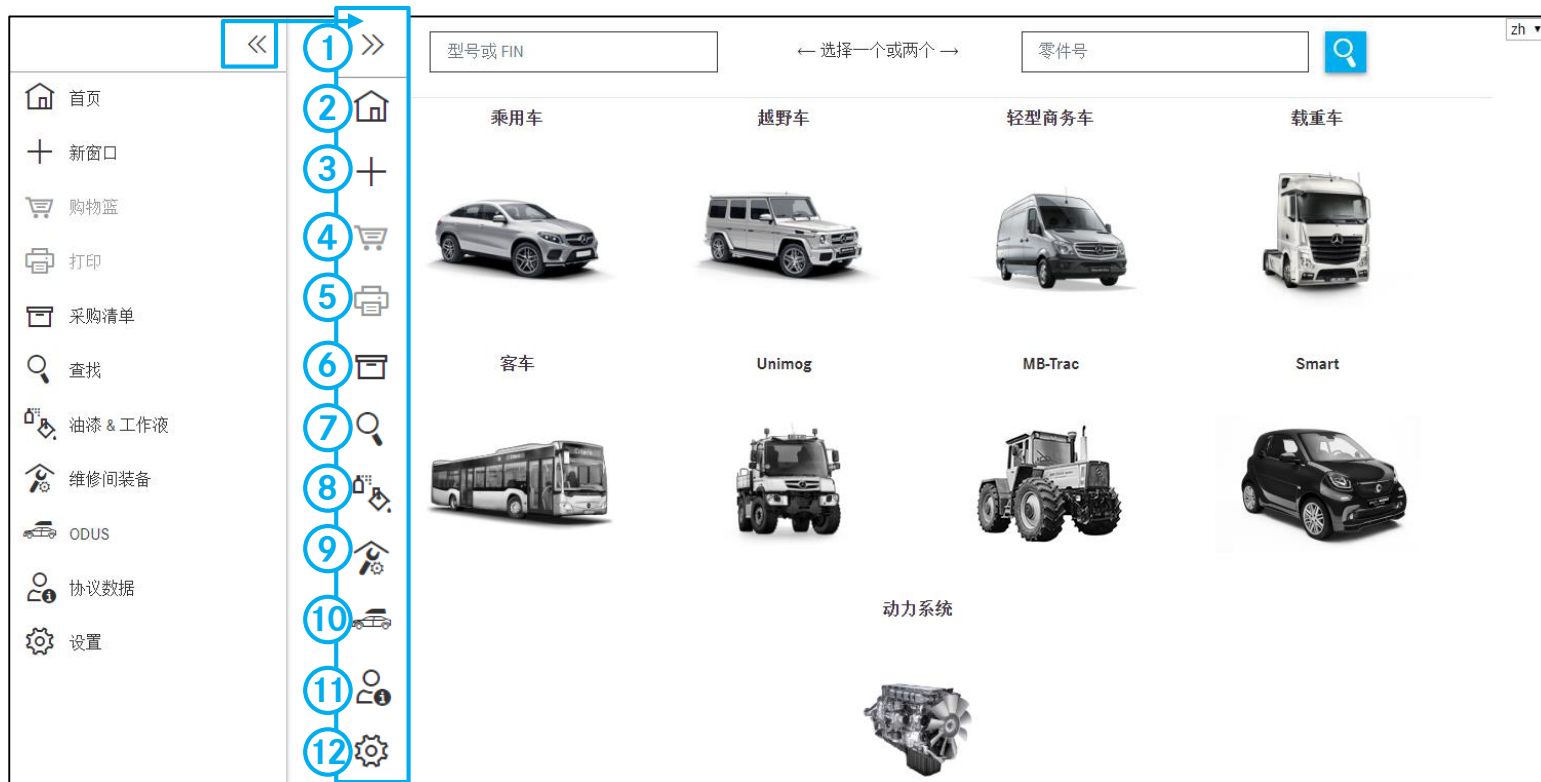 首页
新窗口
购物篮
打印
采购清单
查找
油漆 & 工作液
维修间装备
ODUS
协议数据
设置
1
2
3
4
5
6
7
8
9
10
11
12
型号或 FIN
← 选择一个或两个 →
零件号
zh
乘用车
越野车
轻型商务车
载重车
客车
Unimog
MB-Trac
Smart
动力系统